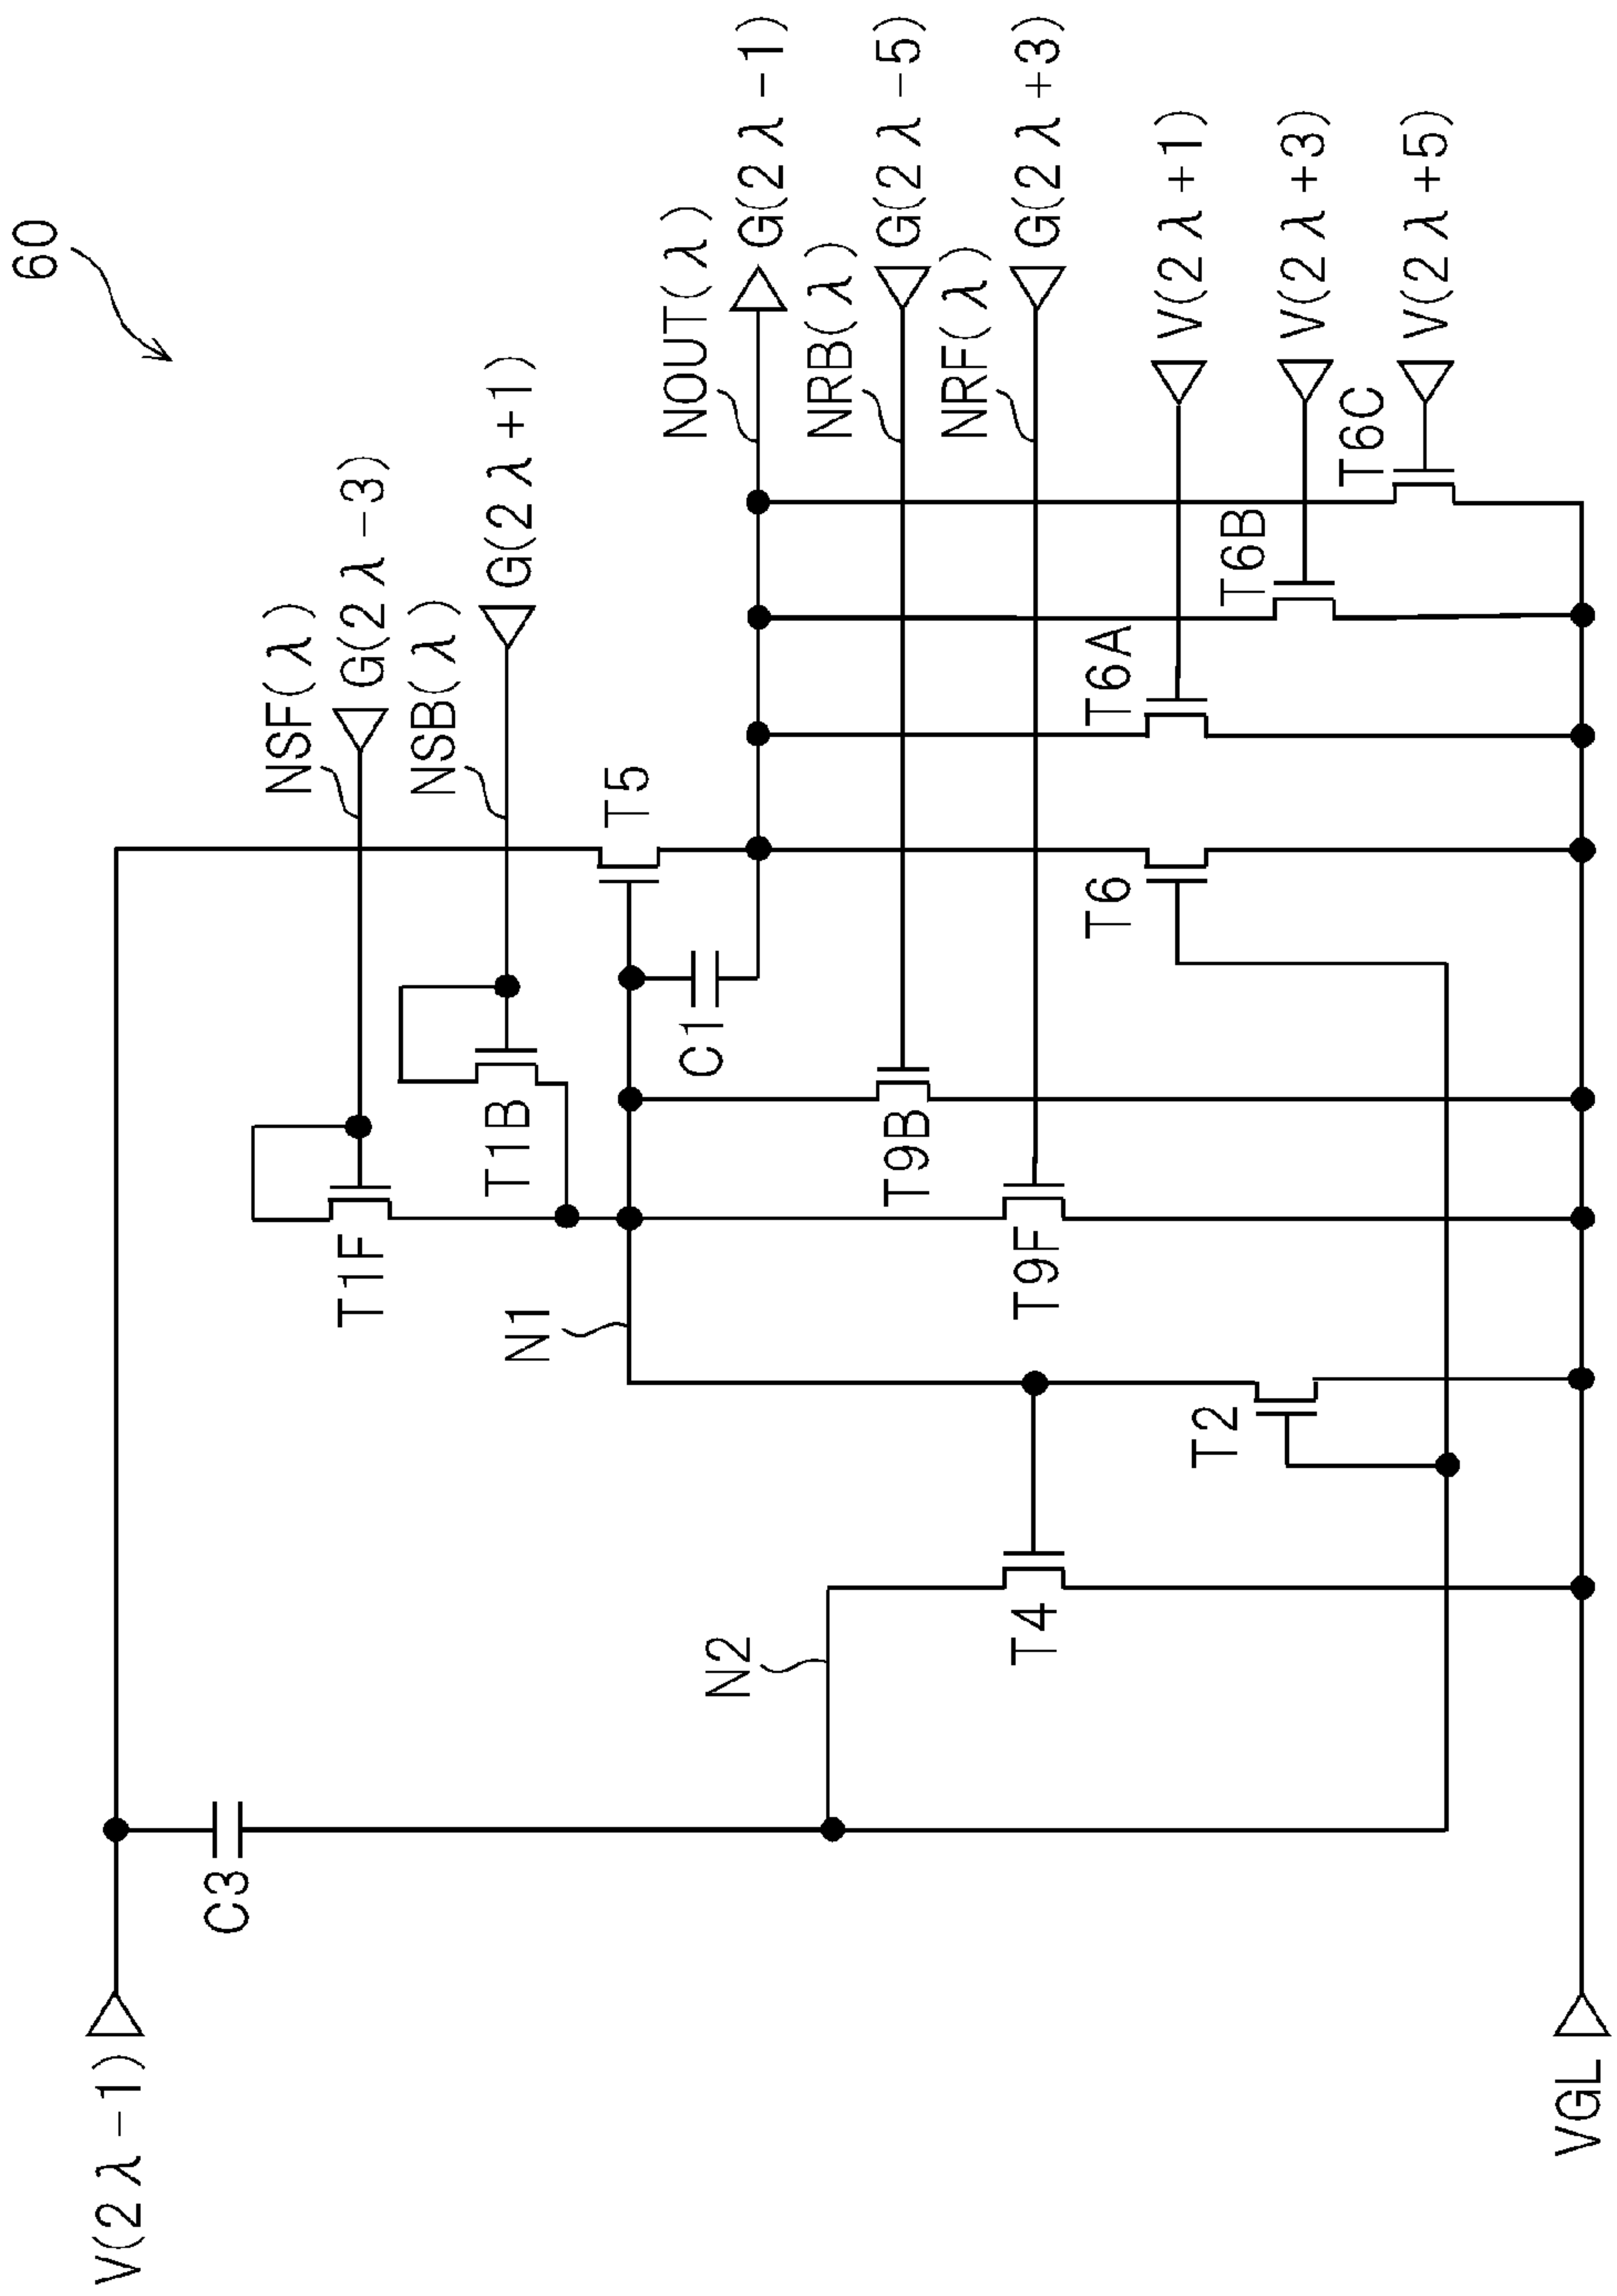 60
V(2λ-1)
C3
N2
T4
T2
N1
T1F
T1B
NSF(λ)
G(2λ-3)
NSB(λ)
G(2λ+1)
T5
C1
T9B
T9F
T6
T6A
T6B
T6C
NOUT(λ)
G(2λ-1)
NRB(λ)
G(2λ-5)
NRF(λ)
G(2λ+3)
V(2λ+1)
V(2λ+3)
V(2λ+5)
VGL